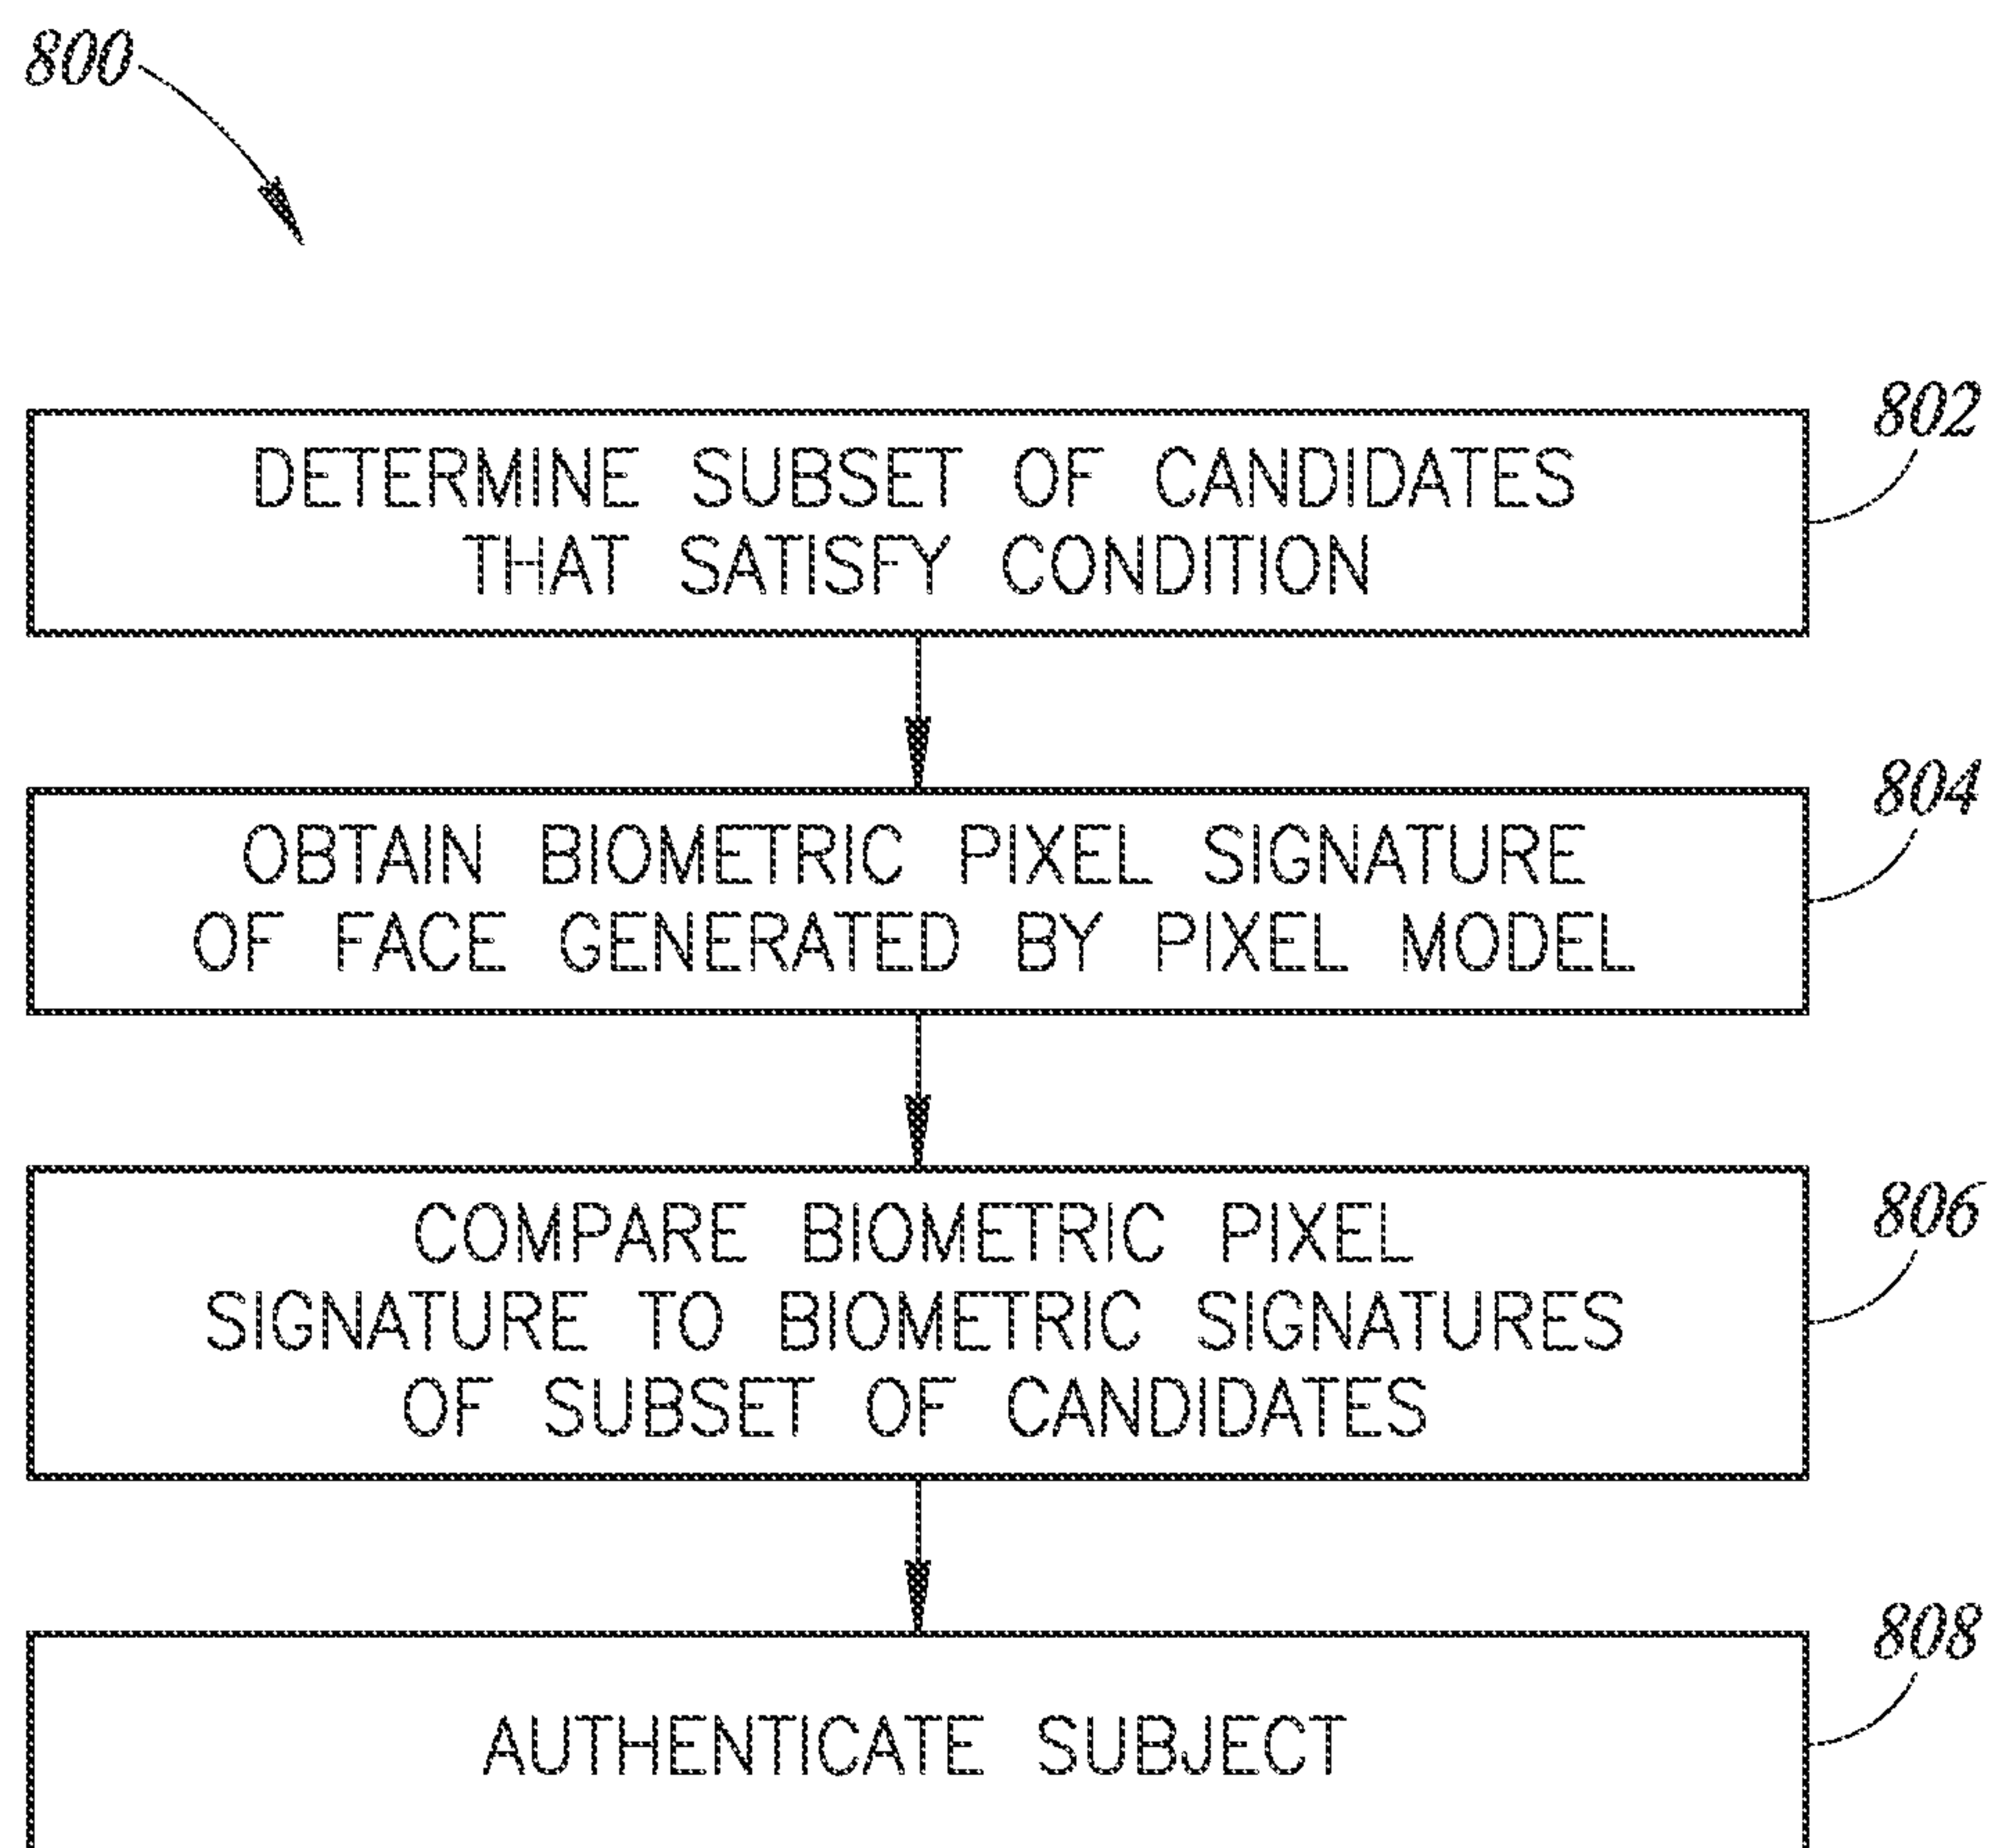 800
802
DETERMINE SUBSET OF CANDIDATES
THAT SATISFY CONDITION
804
OBTAIN BIOMETRIC PIXEL SIGNATURE
OF FACE GENERATED BY PIXEL MODEL
806
COMPARE BIOMETRIC PIXEL
SIGNATURE TO BIOMETRIC SIGNATURES
OF SUBSET OF CANDIDATES
808
AUTHENTICATE SUBJECT